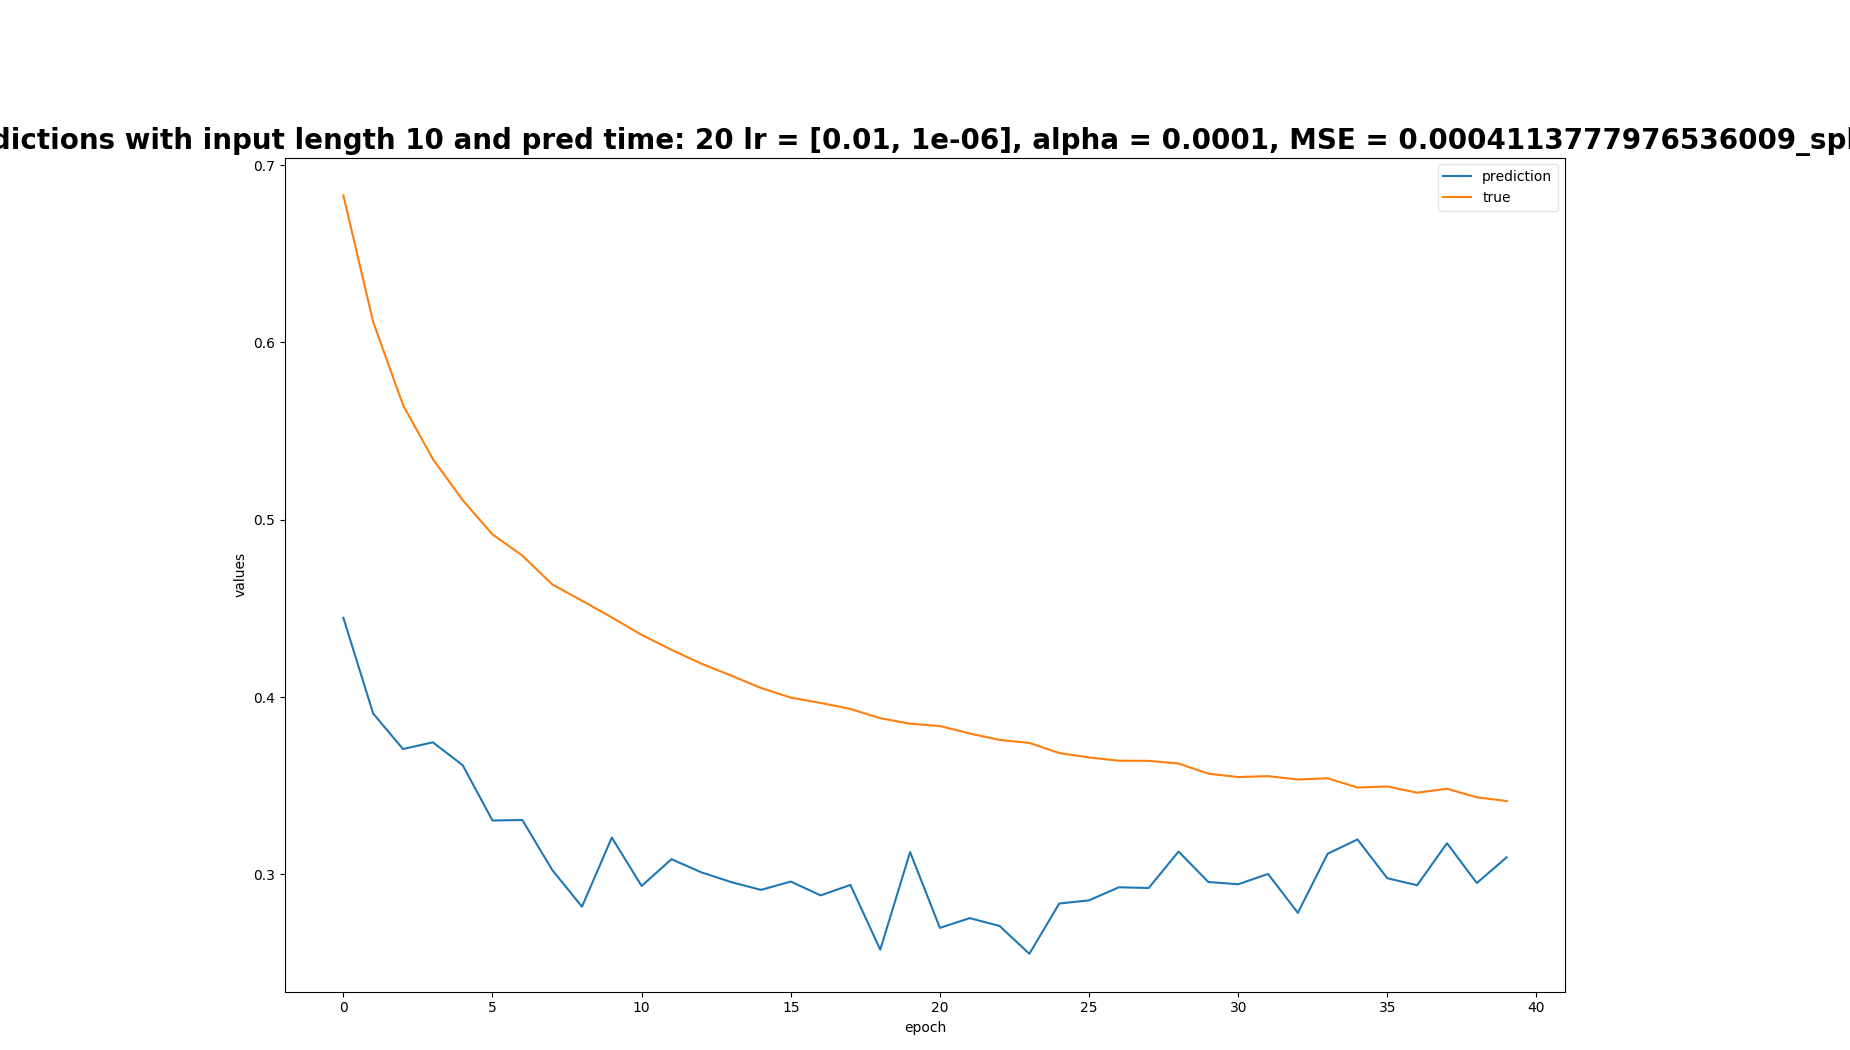 dictions with input length 10 and pred time: 20 lr = [0.01, 1e-06], alpha = 0.0001, MSE = 0.0004113777976536009_spl
prediction
true
0.7
0.6
0.5
0.4
0.3
values
0 5 10 15 20 25 30 35 40
epoch